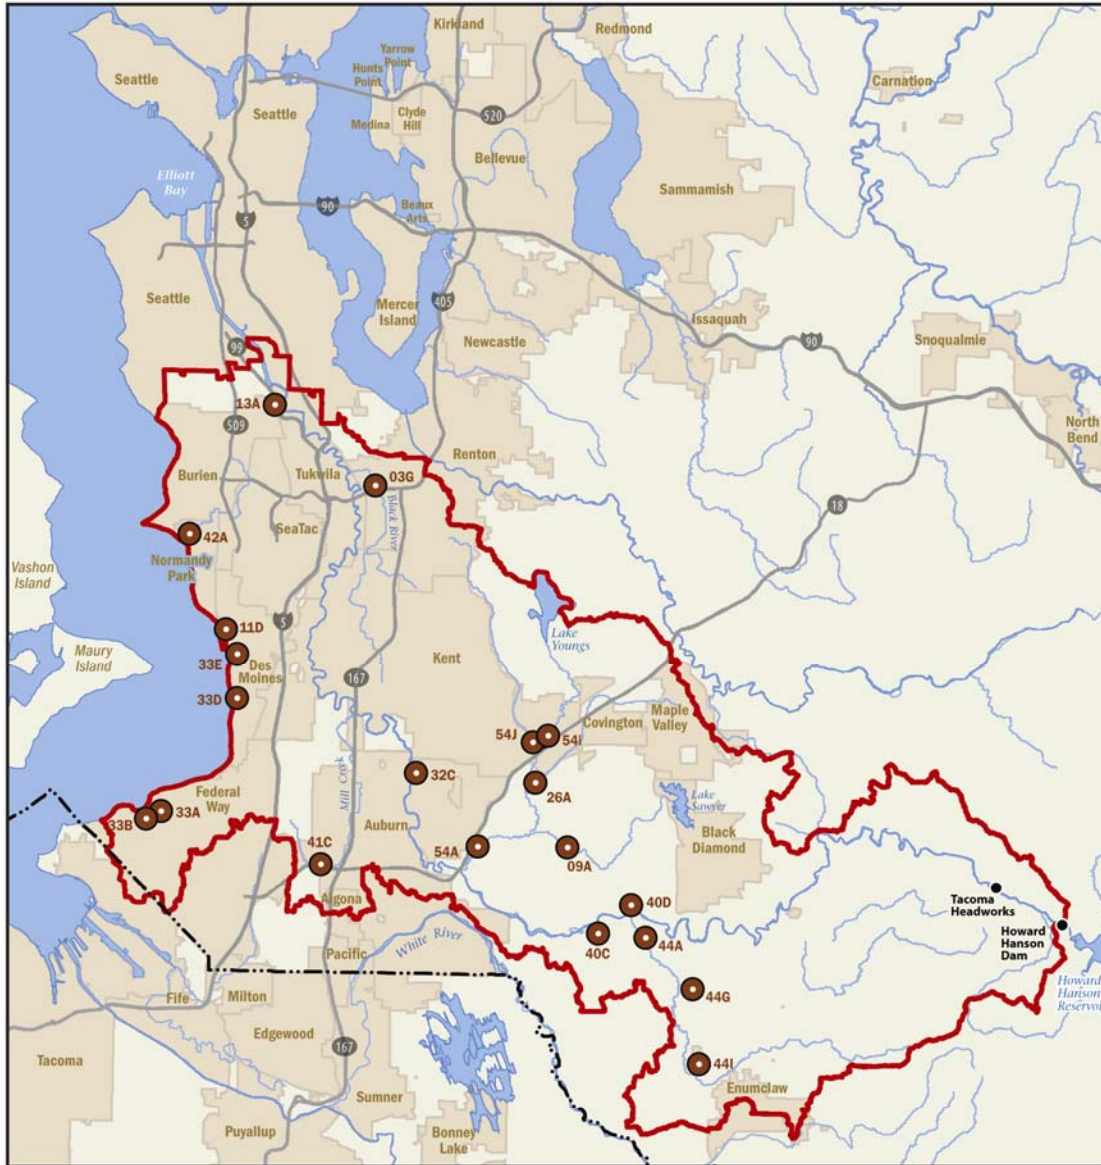 Kirkland
Redmond
Seattle
Yarrow
Point
Hunts
Point
Carnation
Seattle
Clyde
Hill
520
Medina
Bellevue
Elliott
Bay
Sammamish
90
Beaux
Arts
5
Seattle
Mercer
Island
405
Issaquah
Newcastle
90
Snoqualmie
99
13A
509
North
Bend
Renton
Burien
Tukwila
03G
18
Black River
SeaTac
42A
Normandy
Park
Vashon
Island
11D
5
Lake
Youngs
Maury
Island
33E
Des
Moines
Kent
167
33D
Maple
Valley
Covington
54J
54I
32C
Mill Creek
26A
Federal
Way
Lake
Sawyer
33A
33B
Auburn
Black
Diamond
41C
54A
09A
Algona
40D
Tacoma
Headworks
White River
40C
44A
Howard
Hanson
Dam
Pacific
44G
Howard
Hanson
Reservoir
Fife
Milton
Edgewood
167
Tacoma
44I
Enumclaw
Sumner
Puyallup
Bonney
Lake